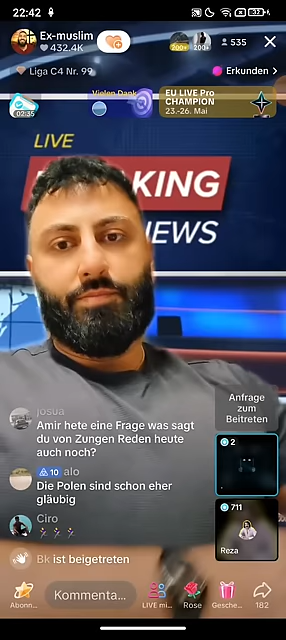 22:42
32
Ex-muslim
432.4K
200+
200+
535
Liga C4 Nr. 99
Erkunden >
02:35
Vielen Dank
EU LIVE Pro
CHAMPION
23.-26. Mai
LIVE
KING
NEWS
Anfrage
zum
Beitreten
josua
Amir hete eine Frage was sagt
du von Zungen Reden heute
auch noch?
2
10 alo
Die Polen sind schon eher
gläubig
711
Ciro
Reza
Bk ist beigetreten
Kommenta...
Abonn...
LIVE mi...
Rose
Gesche...
182